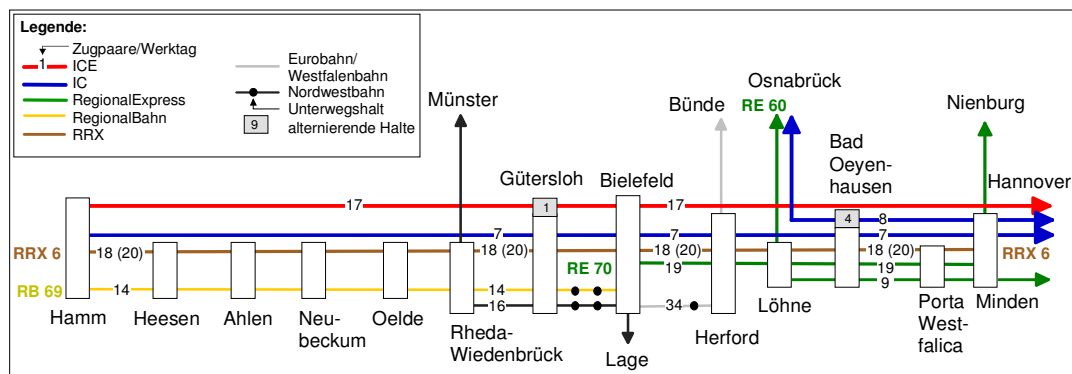 Legende:
1
Zugpaare/Werktag
ICE
IC
RegionalExpress
RegionalBahn
RRX
Eurobahn/
Westfalenbahn
Nordwestbahn
Unterwegshalt
9
alternierende Halte
Münster
Gütersloh
Bielefeld
Bünde
Osnabrück
RE 60
Bad
Oeyen-
hausen
Nienburg
Hannover
17
1
17
4
8
7
7
7
RRX 6
18 (20)
18 (20)
18 (20)
18 (20)
RRX 6
RE 70
19
19
RB 69
14
14
9
16
34
Hamm
Heesen
Ahlen
Neu-
beckum
Oelde
Rheda-
Wiedenbrück
Lage
Herford
Löhne
Porta
West-
falica
Minden